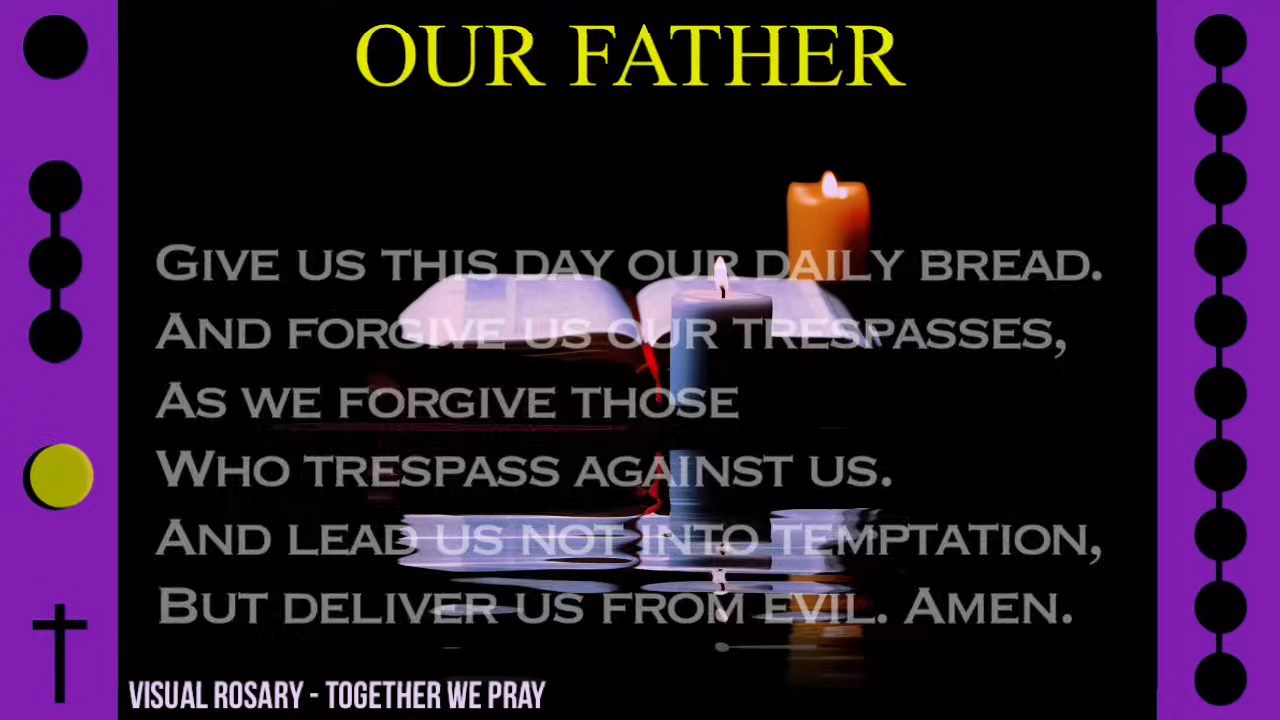 OUR FATHER
GIVE US THIS DAY OUR DAILY BREAD.
AND FORGIVE US OUR TRESPASSES,
AS WE FORGIVE THOSE
WHO TRESPASS AGAINST US.
AND LEAD US NOT INTO TEMPTATION,
BUT DELIVER US FROM EVIL. AMEN.
VISUAL ROSARY - TOGETHER WE PRAY